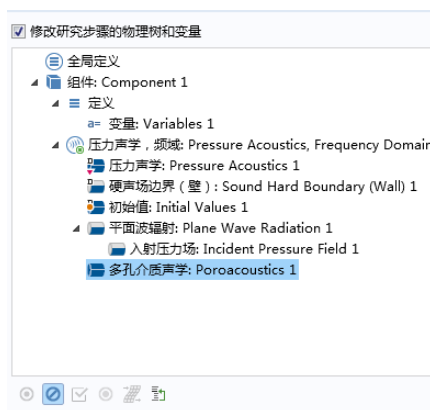 修改研究步骤的物理树和变量
全局定义
组件: Component 1
定义
a= 变量: Variables 1
压力声学，频域: Pressure Acoustics, Frequency Domain
压力声学: Pressure Acoustics 1
硬声场边界（壁）: Sound Hard Boundary (Wall) 1
初始值: Initial Values 1
平面波辐射: Plane Wave Radiation 1
入射压力场: Incident Pressure Field 1
多孔介质声学: Poroacoustics 1